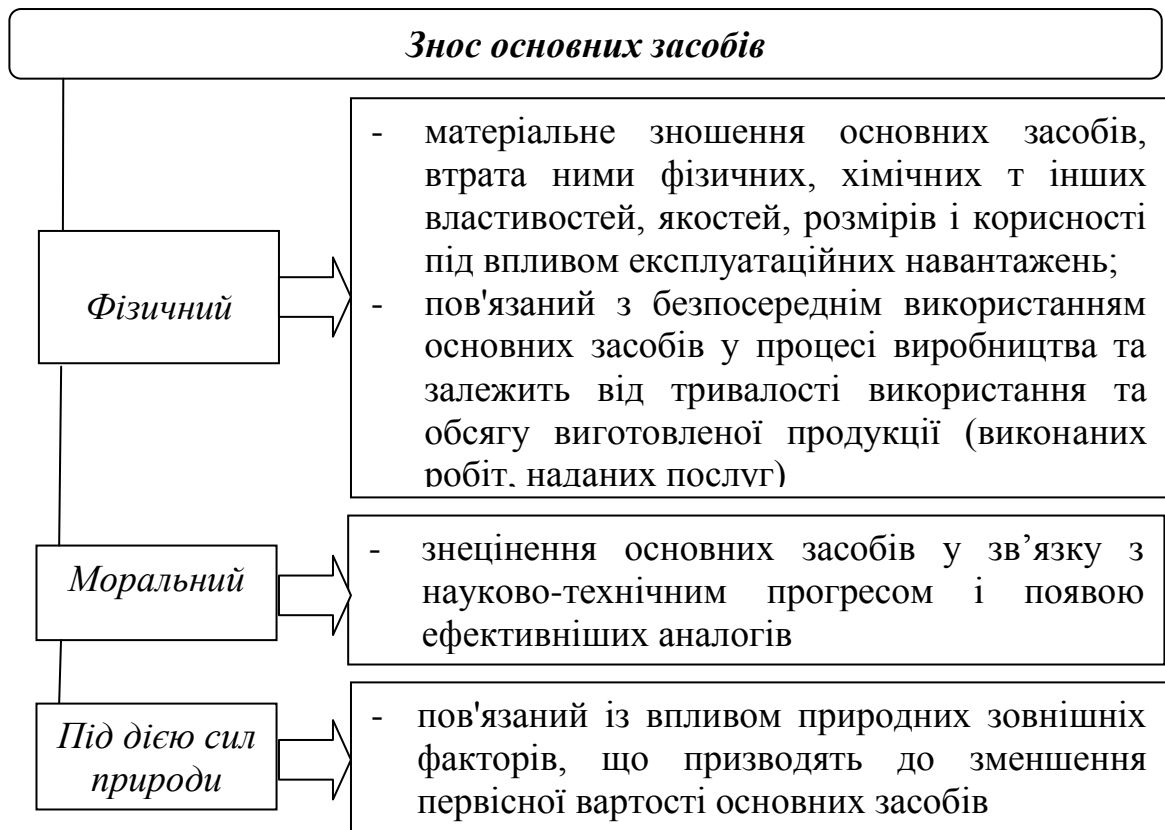 Знос основних засобів
- матеріальне зношення основних засобів,
втрата ними фізичних, хімічних т інших
властивостей, якостей, розмірів і корисності
під впливом експлуатаційних навантажень;
Фізичний
- пов'язаний з безпосереднім використанням
основних засобів у процесі виробництва та
залежить від тривалості використання та
обсягу виготовленої продукції (виконаних
робіт, наданих послуг)
Моральний
- знецінення основних засобів у зв’язку з
науково-технічним прогресом і появою
ефективніших аналогів
Під дією сил
природи
- пов'язаний із впливом природних зовнішніх
факторів, що призводять до зменшення
первісної вартості основних засобів